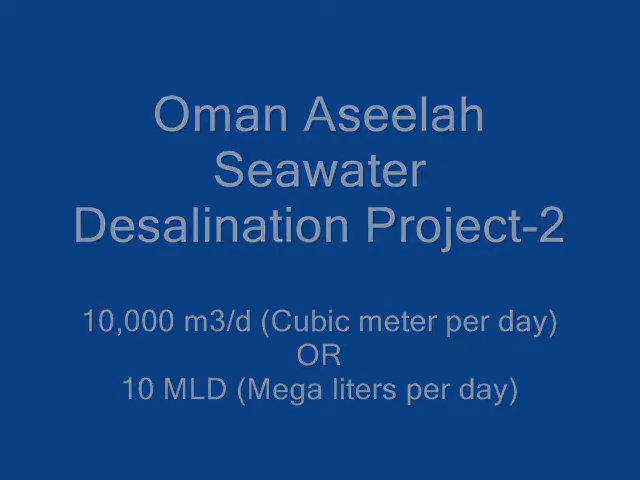 Oman Aseelah
Seawater
Desalination Project-2
10,000 m3/d (Cubic meter per day)
OR
10 MLD (Mega liters per day)